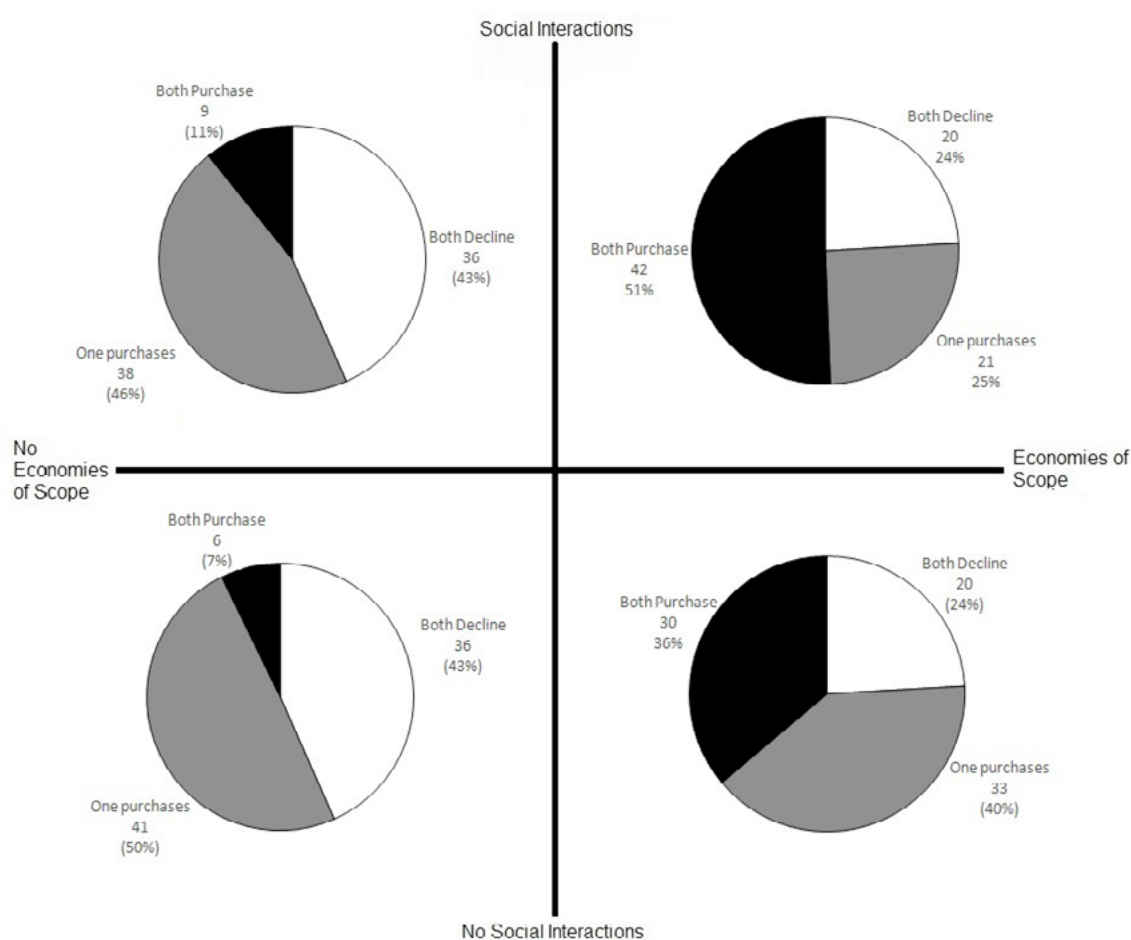 Social Interactions
Both Purchase
9
(11%)
Both Decline
36
(43%)
One purchases
38
(46%)
Both Decline
20
24%
Both Purchase
42
51%
One purchases
21
25%
No
Economies
of Scope
Economies of
Scope
Both Purchase
6
(7%)
Both Decline
36
(43%)
One purchases
41
(50%)
Both Decline
20
(24%)
Both Purchase
30
36%
One purchases
33
(40%)
No Social Interactions